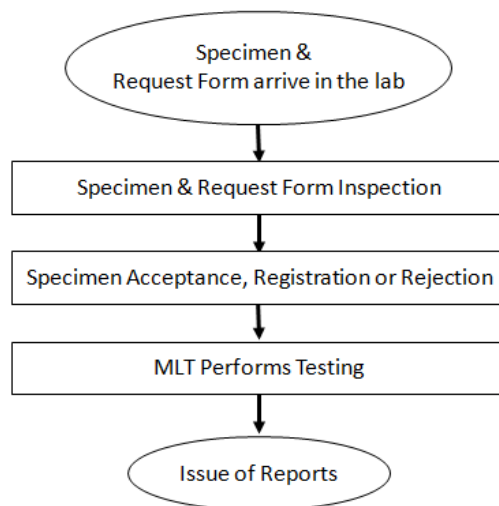 Specimen &
Request Form arrive in the lab
Specimen & Request Form Inspection
Specimen Acceptance, Registration or Rejection
MLT Performs Testing
Issue of Reports